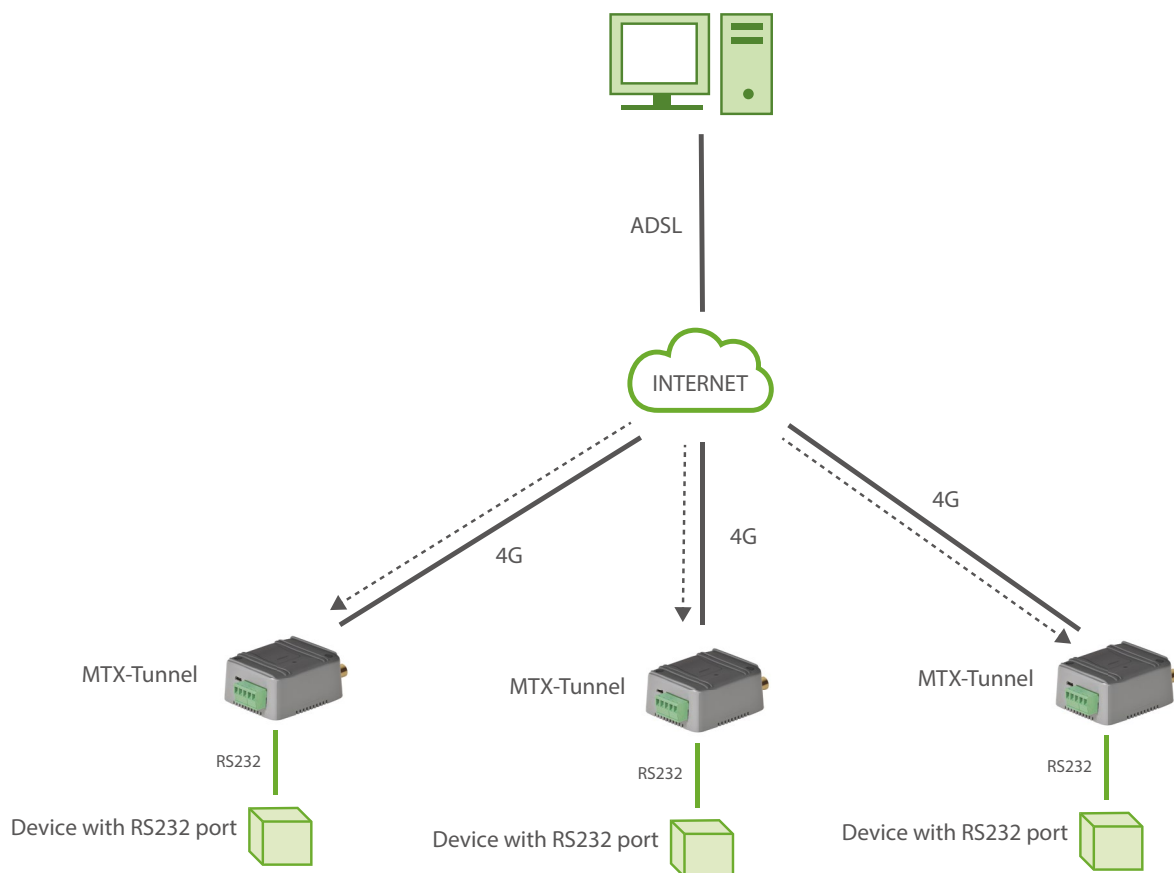 ADSL
INTERNET
4G
4G
4G
MTX-Tunnel
MTX-Tunnel
MTX-Tunnel
RS232
RS232
RS232
Device with RS232 port
Device with RS232 port
Device with RS232 port